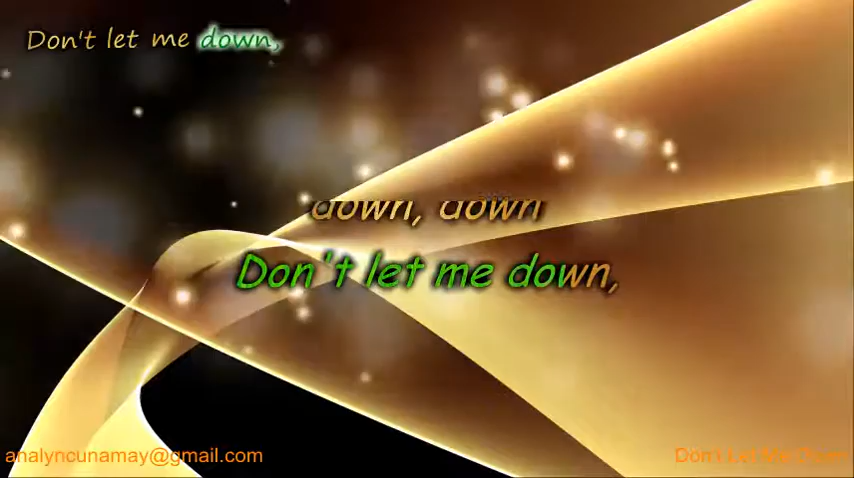 Don't let me down,
down, down
Don't let me down,
analyncunamay@gmail.com
Don't Let Me Down